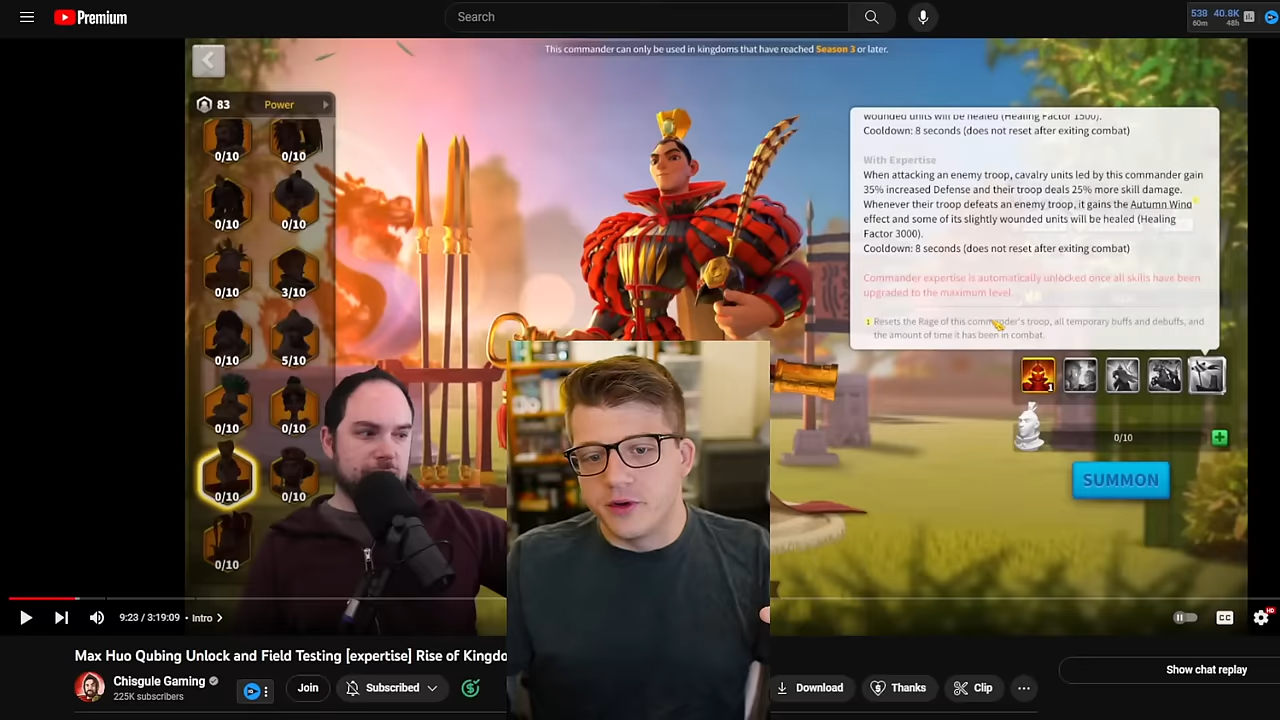 Premium
Search
538 40.8K
60m 48h
This commander can only be used in kingdoms that have reached Season 3 or later.
83 Power
0/10 0/10
0/10 0/10
0/10 3/10
0/10 5/10
0/10 0/10
0/10 0/10
0/10
wounded units will be healed (Healing Factor 1500).
Cooldown: 8 seconds (does not reset after exiting combat)
With Expertise
When attacking an enemy troop, cavalry units led by this commander gain
35% increased Defense and their troop deals 25% more skill damage.
Whenever their troop defeats an enemy troop, it gains the Autumn Wind
effect and some of its slightly wounded units will be healed (Healing
Factor 3000).
Cooldown: 8 seconds (does not reset after exiting combat)
Commander expertise is automatically unlocked once all skills have been
upgraded to the maximum level.
1 Resets the Rage of this commander's troop, all temporary buffs and debuffs, and
the amount of time it has been in combat.
1
0/10
SUMMON
9:23 / 3:19:09 • Intro
CC
HD
Max Huo Qubing Unlock and Field Testing [expertise] Rise of Kingdo
Chisgule Gaming
225K subscribers
Join
Subscribed
Download
Thanks
Clip
Show chat replay